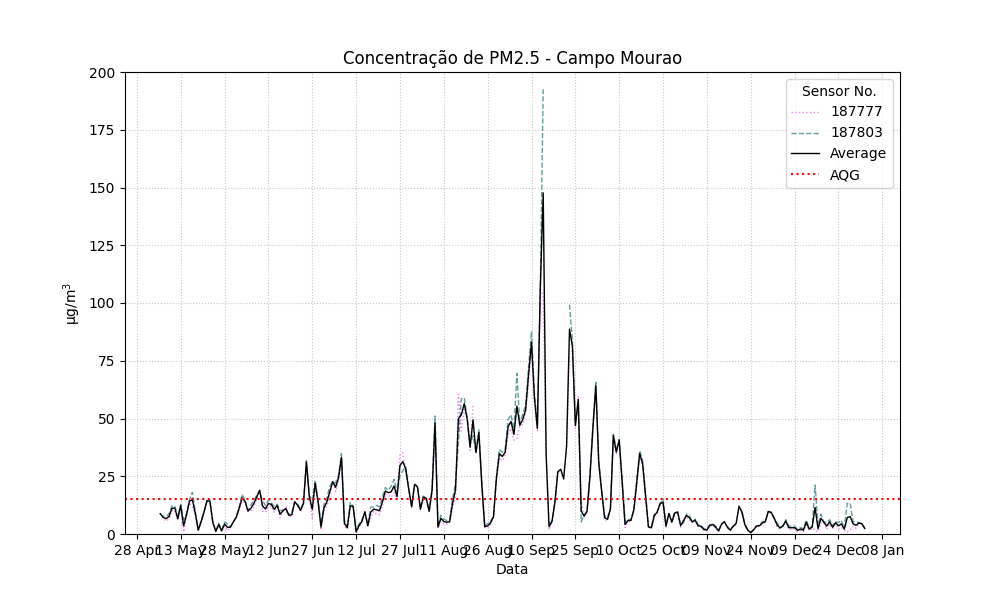 Concentração de PM2.5 - Campo Mourao
Sensor No.
187777
187803
Average
AQG
200
175
150
125
100
75
50
25
0
µg/m³
28 Apr 13 May 28 May 12 Jun 27 Jun 12 Jul 27 Jul 11 Aug 26 Aug 10 Sep 25 Sep 10 Oct 25 Oct 09 Nov 24 Nov 09 Dec 24 Dec 08 Jan
Data